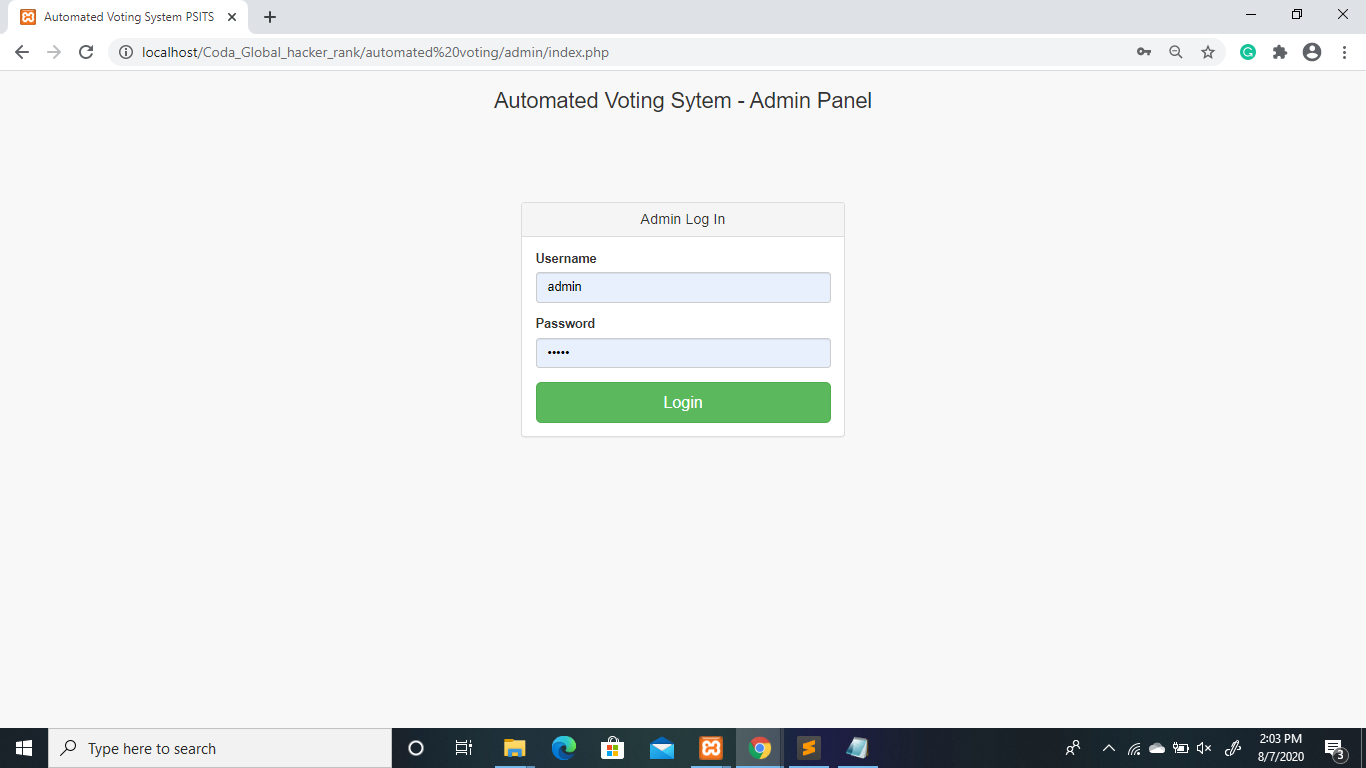 Automated Voting System PSITS
localhost/Coda_Global_hacker_rank/automated%20voting/admin/index.php
Automated Voting Sytem - Admin Panel
Admin Log In
Username
admin
Password
•••••
Login
Type here to search
2:03 PM
8/7/2020
3